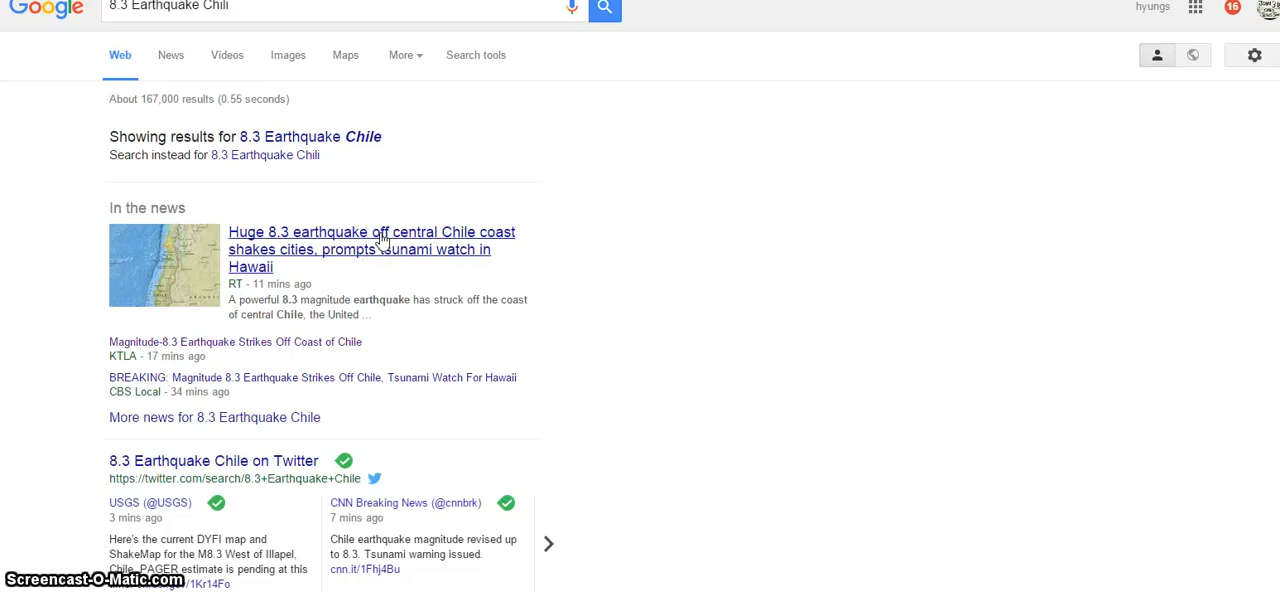 Google
8.3 Earthquake Chili
hyungs
16
Web News Videos Images Maps More Search tools
About 167,000 results (0.55 seconds)
Showing results for 8.3 Earthquake Chile
Search instead for 8.3 Earthquake Chili
In the news
Huge 8.3 earthquake off central Chile coast
shakes cities, prompts tsunami watch in
Hawaii
RT - 11 mins ago
A powerful 8.3 magnitude earthquake has struck off the coast
of central Chile, the United ...
Magnitude-8.3 Earthquake Strikes Off Coast of Chile
KTLA - 17 mins ago
BREAKING: Magnitude 8.3 Earthquake Strikes Off Chile, Tsunami Watch For Hawaii
CBS Local - 34 mins ago
More news for 8.3 Earthquake Chile
8.3 Earthquake Chile on Twitter
https://twitter.com/search/8.3+Earthquake+Chile
USGS (@USGS)
3 mins ago
Here's the current DYFI map and
ShakeMap for the M8.3 West of Illapel,
Chile. PAGER estimate is pending at this
/1Kr14Fo
CNN Breaking News (@cnnbrk)
7 mins ago
Chile earthquake magnitude revised up
to 8.3. Tsunami warning issued.
cnn.it/1Fhj4Bu
Screencast-O-Matic.com